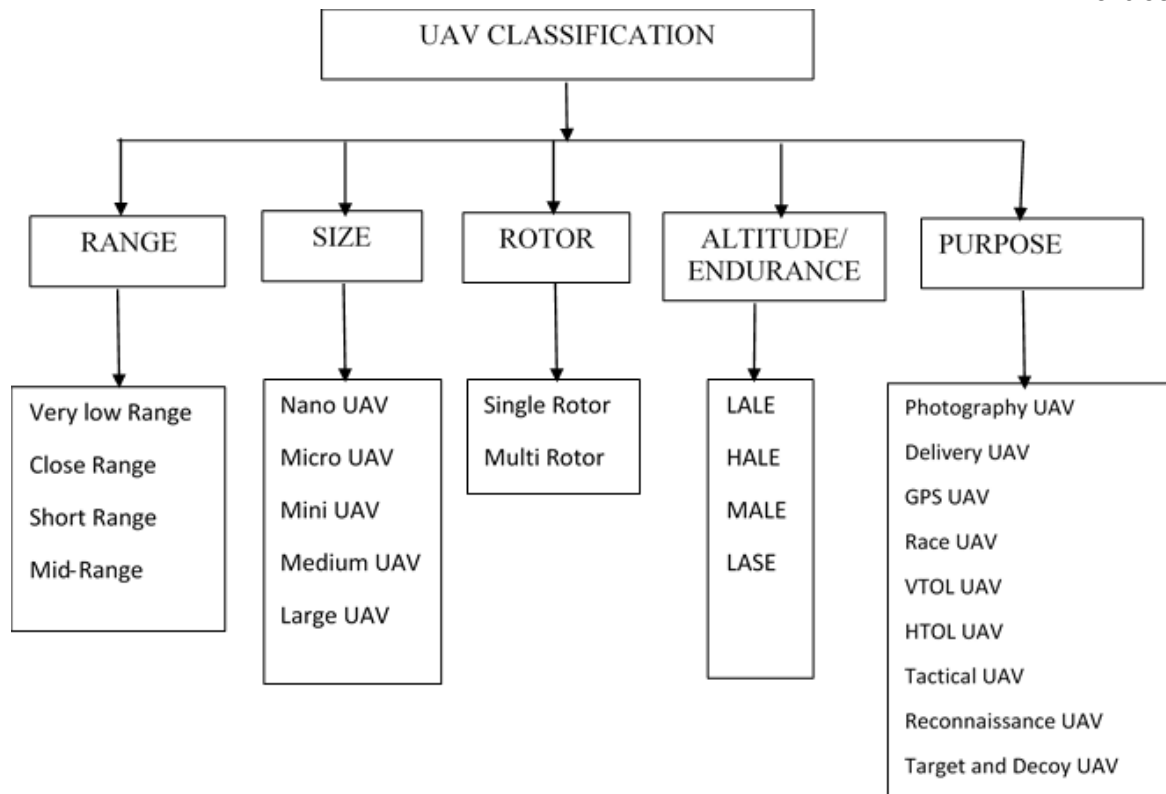 UAV CLASSIFICATION
RANGE
SIZE
ROTOR
ALTITUDE/
ENDURANCE
PURPOSE
Very low Range
Close Range
Short Range
Mid-Range
Nano UAV
Micro UAV
Mini UAV
Medium UAV
Large UAV
Single Rotor
Multi Rotor
LALE
HALE
MALE
LASE
Photography UAV
Delivery UAV
GPS UAV
Race UAV
VTOL UAV
HTOL UAV
Tactical UAV
Reconnaissance UAV
Target and Decoy UAV